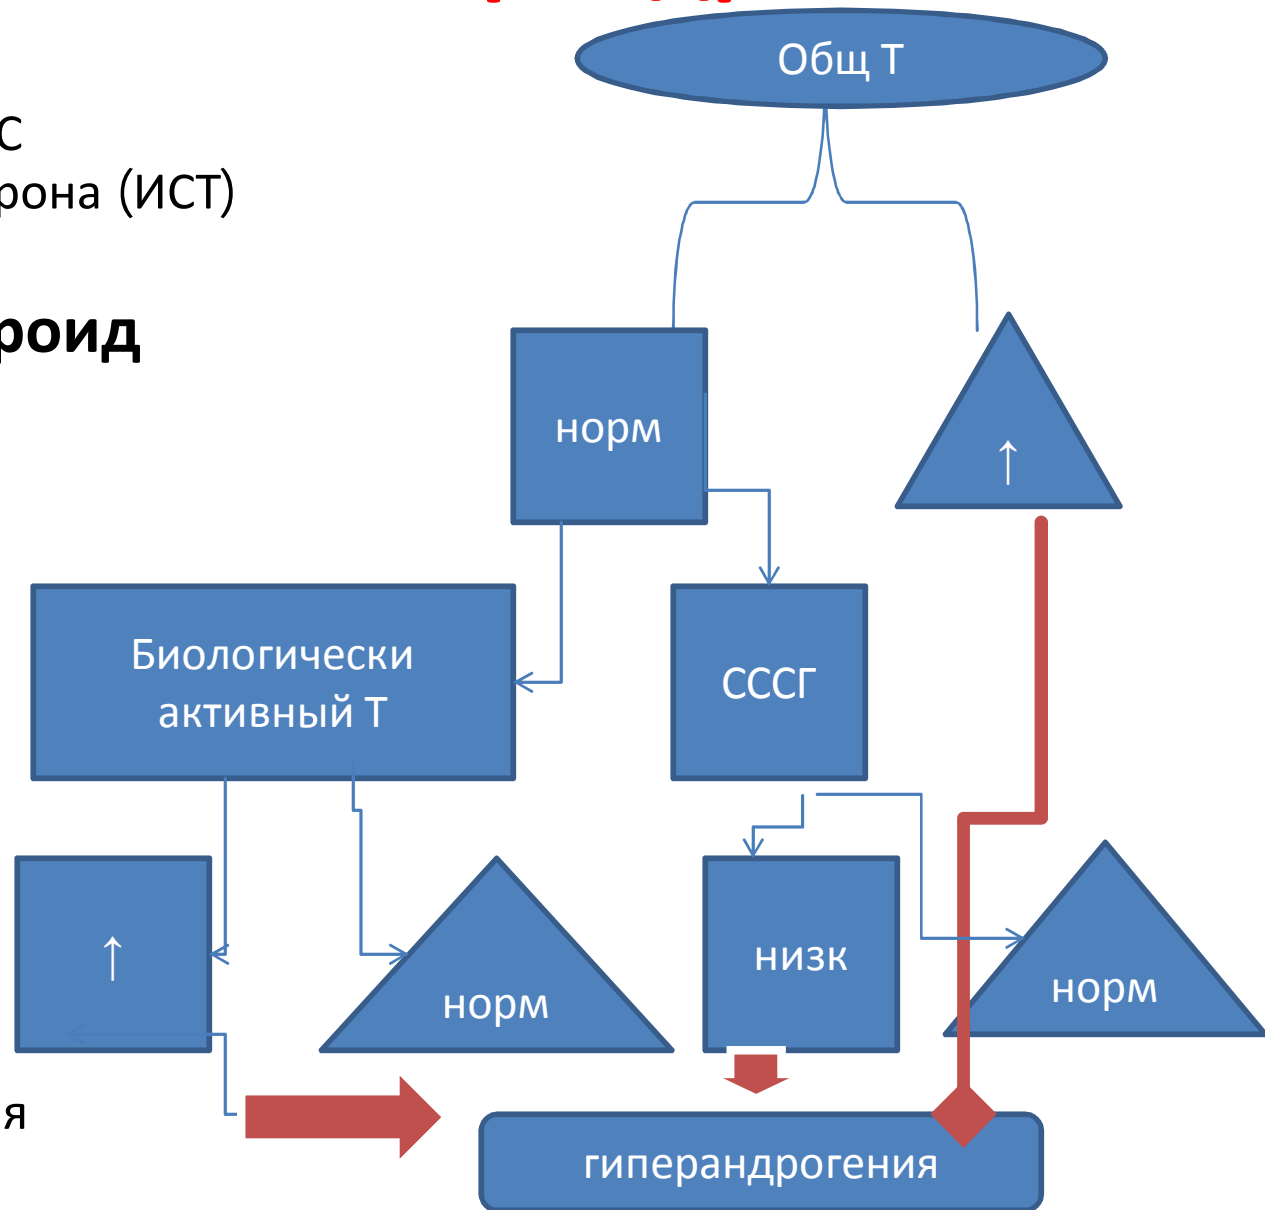 Общ Т
С
рона (ИСТ)
роид
норм
↑
Биологически
активный Т
СССГ
↑
норм
низк
норм
я
гиперандрогения